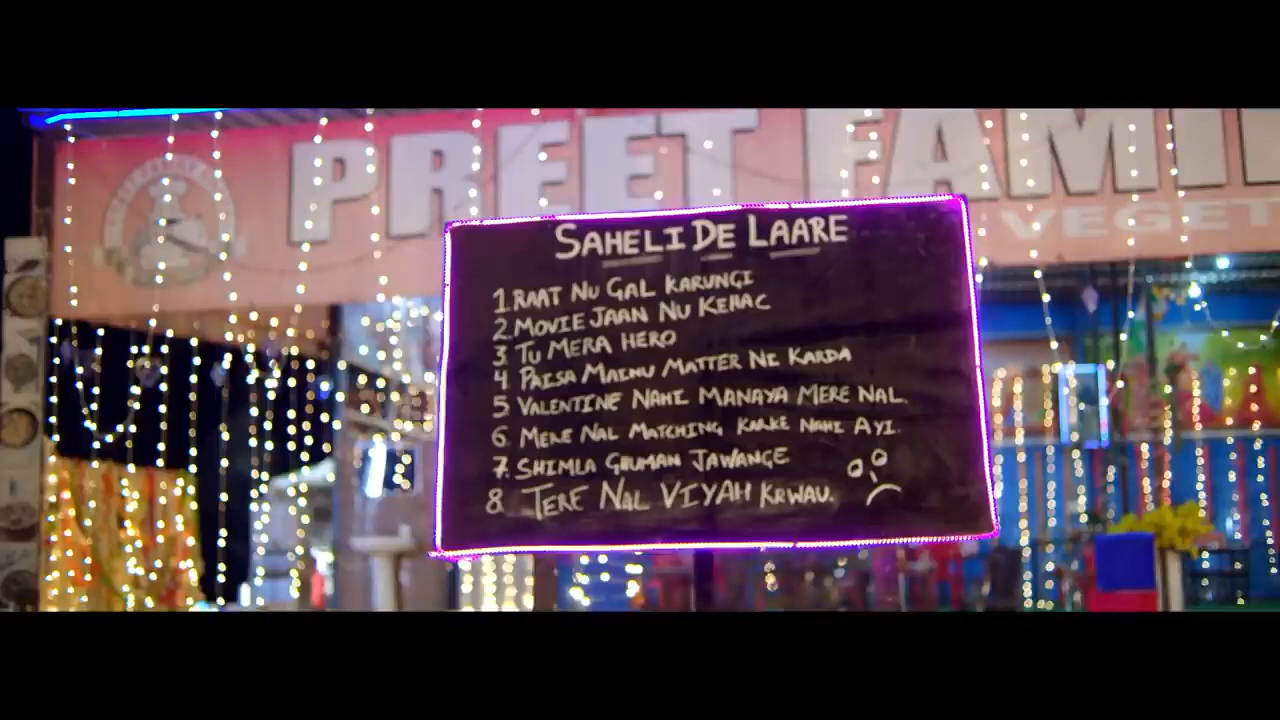 PREET FAMI
VEGET
SAHELI DE LAARE
1. RAAT NU GAL KARUNGI
2. MOVIE JAAN NU KEHAC
3. TU MERA HERO
4. PAISA MAINU MATTER NI KARDA
5. VALENTINE NAHI MANAYA MERE NAL.
6. MERE NAL MATCHING KARKE NAHI AYI.
7. SHIMLA GHUMAN JAWANGE
8. TERE NAL VIYAH KRWAU.